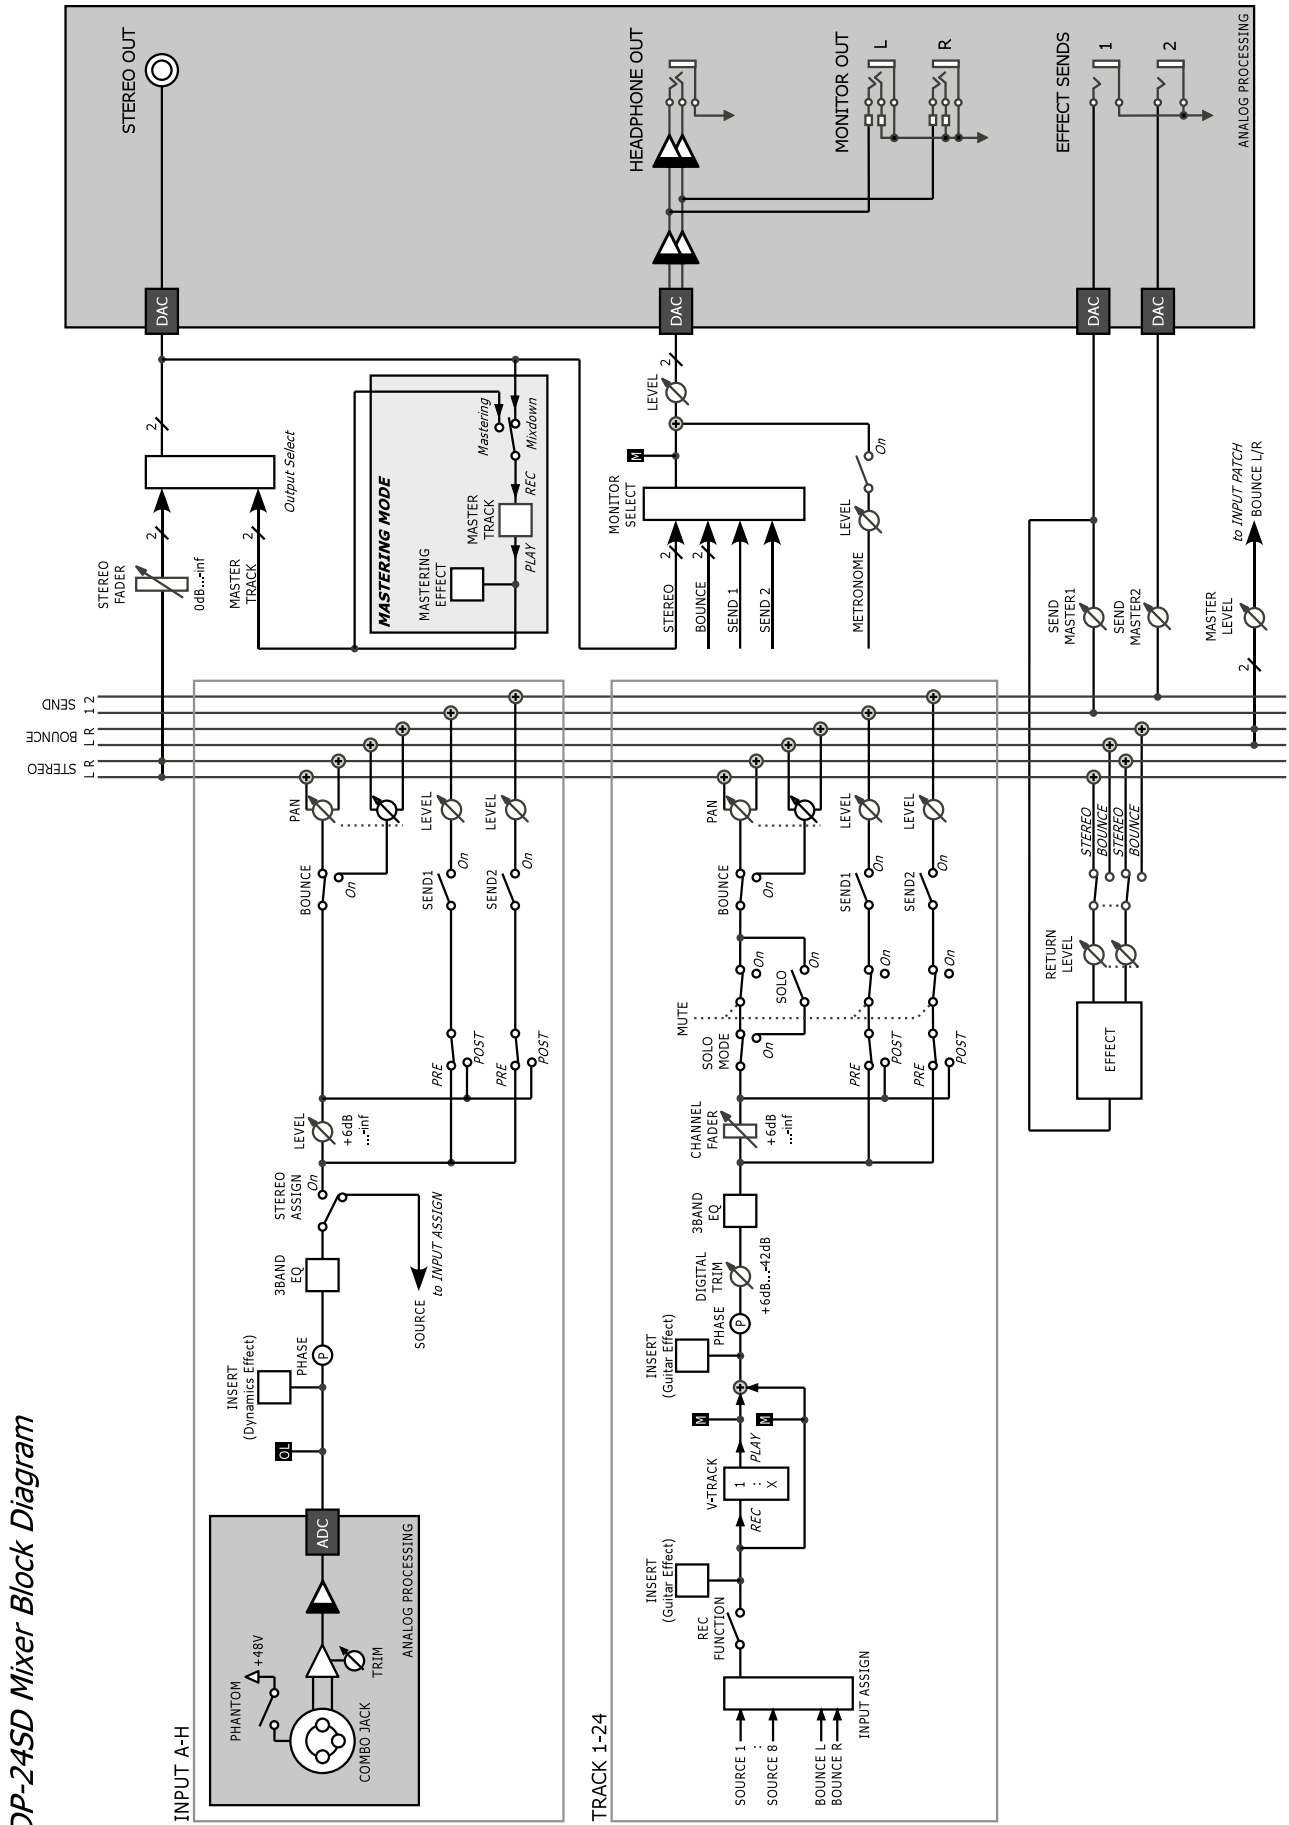 DP-24SD Mixer Block Diagram
INPUT A-H
PHANTOM
+48V
COMBO JACK
TRIM
ANALOG PROCESSING
ADC
OL
INSERT
(Dynamics Effect)
PHASE
P
3BAND
EQ
SOURCE
to INPUT ASSIGN
STEREO
ASSIGN
On
LEVEL
+6dB
...-inf
PRE
POST
PRE
POST
BOUNCE
On
SEND1
On
SEND2
On
PAN
LEVEL
LEVEL
STEREO
L R
BOUNCE
L R
SEND
1 2
STEREO
FADER
0dB...-inf
2
MASTER
TRACK
2
Output Select
2
DAC
STEREO OUT
MASTERING MODE
MASTERING
EFFECT
PLAY
MASTER
TRACK
REC
Mastering
Mixdown
TRACK 1-24
SOURCE 1
:
SOURCE 8
BOUNCE L
BOUNCE R
INPUT ASSIGN
REC
FUNCTION
INSERT
(Guitar Effect)
REC
V-TRACK
1
:
X
PLAY
M
M
INSERT
(Guitar Effect)
PHASE
P
DIGITAL
TRIM
+6dB...-42dB
3BAND
EQ
CHANNEL
FADER
+6dB
...-inf
SOLO
MODE
On
MUTE
SOLO
On
On
PRE
POST
On
PRE
POST
On
BOUNCE
On
SEND1
On
SEND2
On
PAN
LEVEL
LEVEL
STEREO
2
BOUNCE
2
SEND 1
SEND 2
MONITOR
SELECT
M
METRONOME
LEVEL
On
LEVEL
2
DAC
HEADPHONE OUT
MONITOR OUT
L
R
EFFECT
RETURN
LEVEL
STEREO
BOUNCE
STEREO
BOUNCE
SEND
MASTER1
SEND
MASTER2
DAC
DAC
EFFECT SENDS
1
2
ANALOG PROCESSING
2
MASTER
LEVEL
to INPUT PATCH
BOUNCE L/R